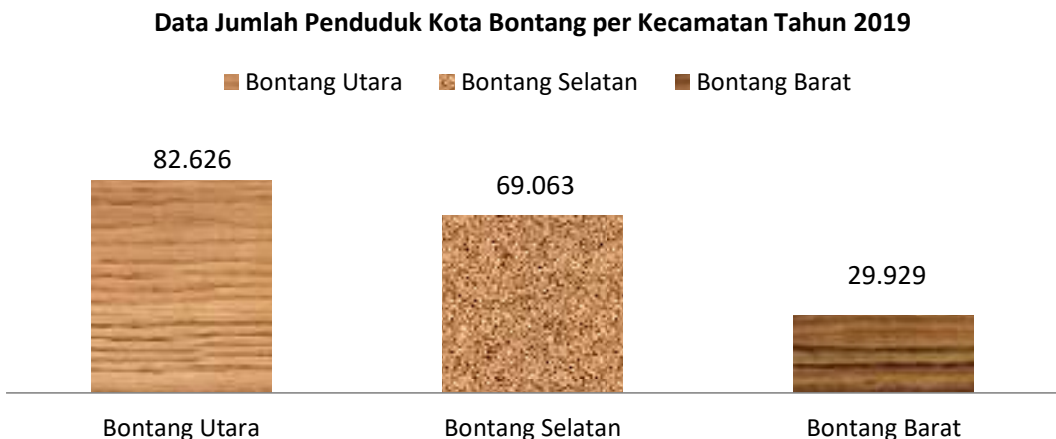 Data Jumlah Penduduk Kota Bontang per Kecamatan Tahun 2019
Bontang Utara Bontang Selatan Bontang Barat
82.626
69.063
29.929
Bontang Utara Bontang Selatan Bontang Barat